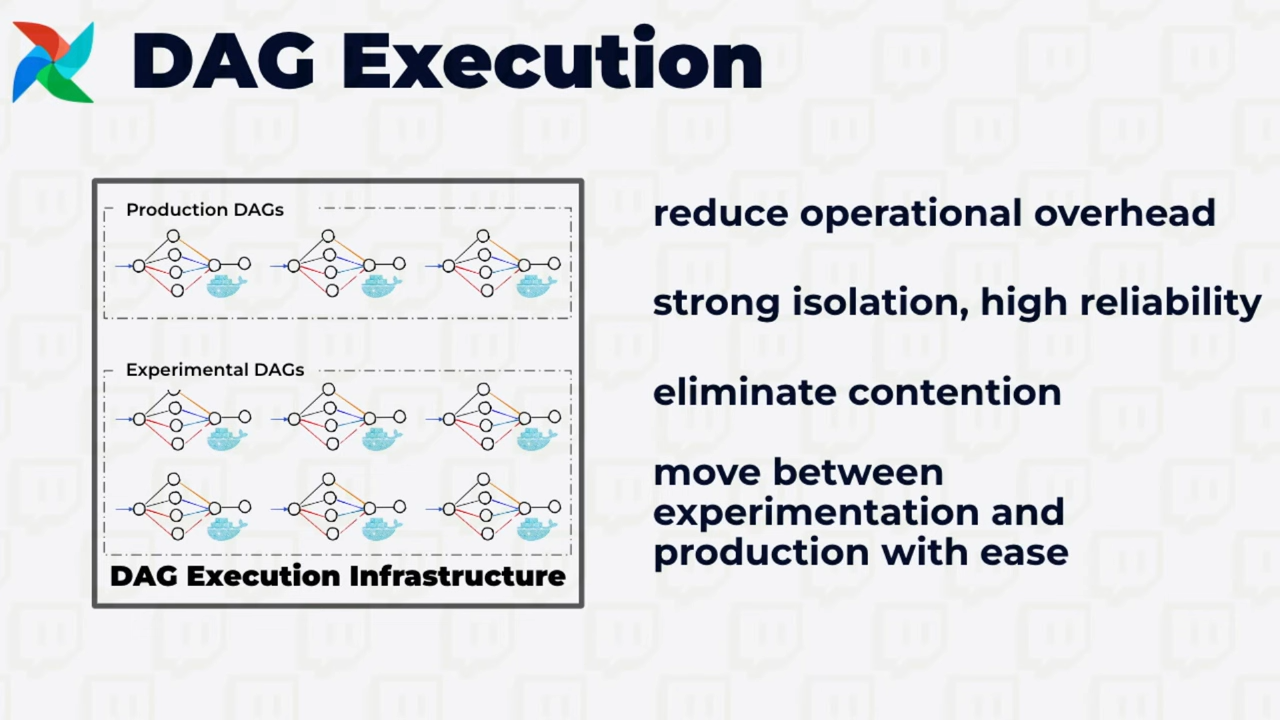 DAG Execution
Production DAGs
Experimental DAGs
DAG Execution Infrastructure
reduce operational overhead
strong isolation, high reliability
eliminate contention
move between
experimentation and
production with ease